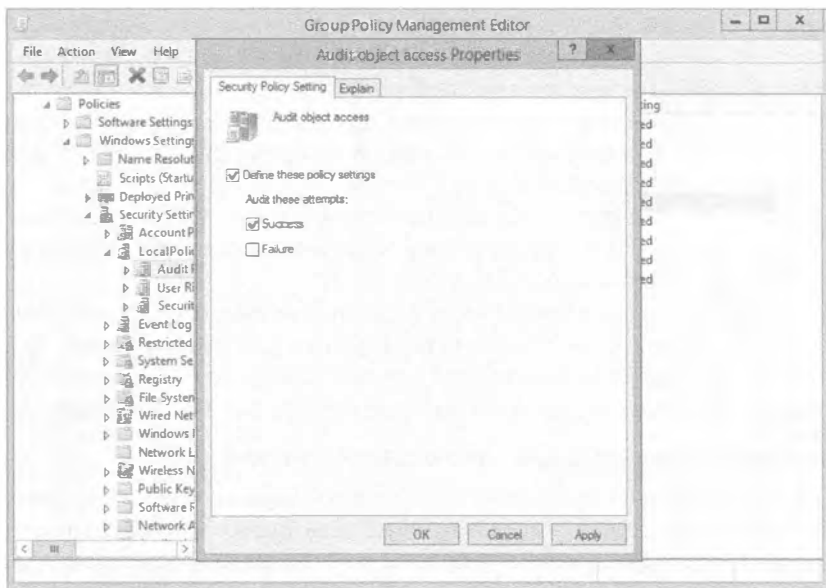 Group Policy Management Editor
File Action View Help
Audit object access Properties
?
x
Security Policy Setting
Explain
Audit object access
Define these policy settings
Audit these attempts:
Success
Failure
OK
Cancel
Apply
Policies
Software Settings
Windows Setting
Name Resolut
Scripts (Startu
Deployed Prin
Security Settin
Account P
Local Polic
Audit P
User Ri
Securit
Event Log
Restricted
System Se
Registry
File System
Wired Net
Windows
Network L
Wireless N
Public Key
Software R
Network A
ing
ed
ed
ed
ed
ed
ed
ed
ed
ed